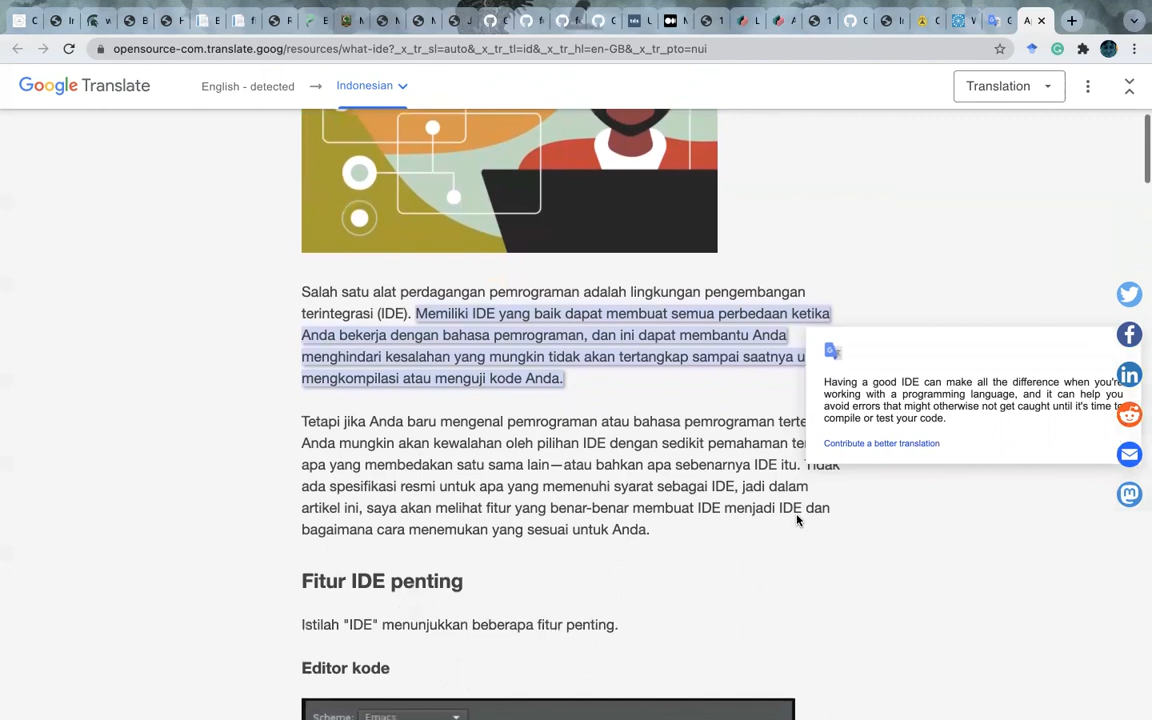 opensource-com.translate.goog/resources/what-ide?_x_tr_sl=auto&_x_tr_tl=id&_x_tr_hl=en-GB&_x_tr_pto=nui
Google Translate
English - detected → Indonesian
Translation
Salah satu alat perdagangan pemrograman adalah lingkungan pengembangan
terintegrasi (IDE). Memiliki IDE yang baik dapat membuat semua perbedaan ketika
Anda bekerja dengan bahasa pemrograman, dan ini dapat membantu Anda
menghindari kesalahan yang mungkin tidak akan tertangkap sampai saatnya u
mengkompilasi atau menguji kode Anda.
Having a good IDE can make all the difference when you're
working with a programming language, and it can help you
avoid errors that might otherwise not get caught until it's time to
compile or test your code.
Contribute a better translation
Tetapi jika Anda baru mengenal pemrograman atau bahasa pemrograman terte
Anda mungkin akan kewalahan oleh pilihan IDE dengan sedikit pemahaman te
apa yang membedakan satu sama lain—atau bahkan apa sebenarnya IDE itu. Tidak
ada spesifikasi resmi untuk apa yang memenuhi syarat sebagai IDE, jadi dalam
artikel ini, saya akan melihat fitur yang benar-benar membuat IDE menjadi IDE dan
bagaimana cara menemukan yang sesuai untuk Anda.
Fitur IDE penting
Istilah "IDE" menunjukkan beberapa fitur penting.
Editor kode
Scheme: Emacs